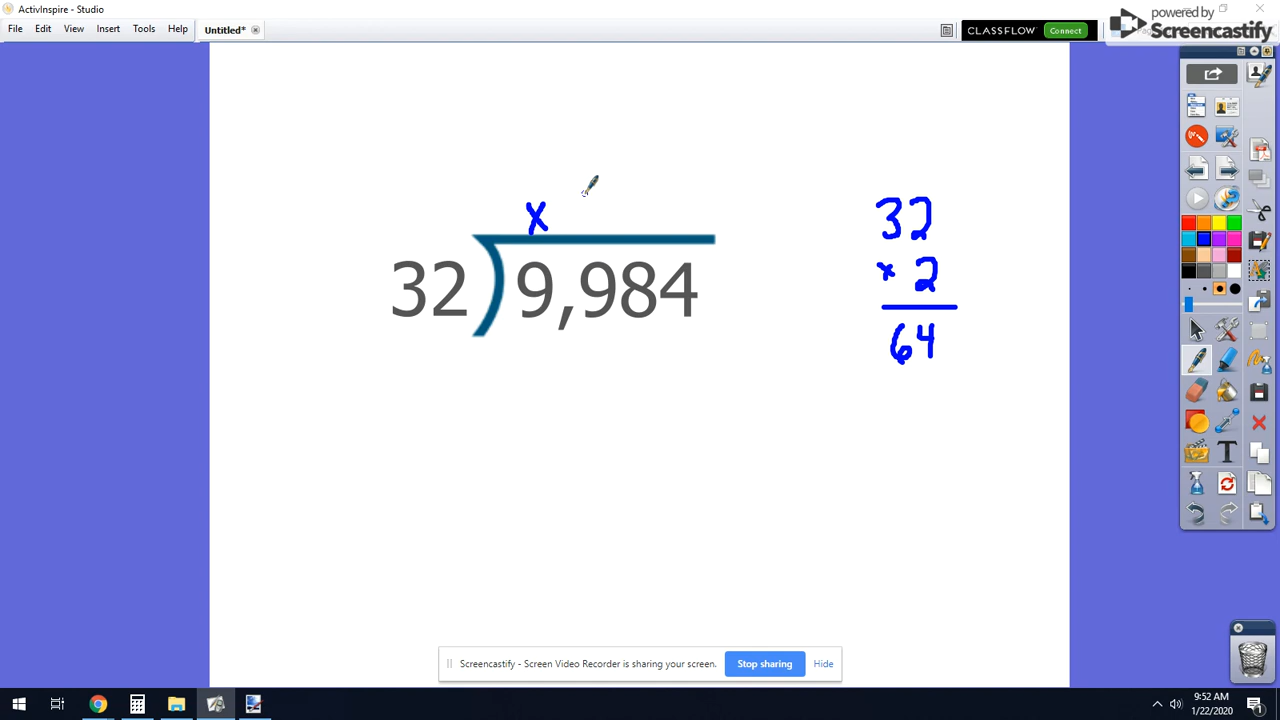 ActivInspire - Studio
powered by
Screencastify
File Edit View Insert Tools Help Untitled*
CLASSFLOW Connect
x
32 9,984
32
x 2
64
Screencastify - Screen Video Recorder is sharing your screen. Stop sharing Hide
9:52 AM
1/22/2020
1